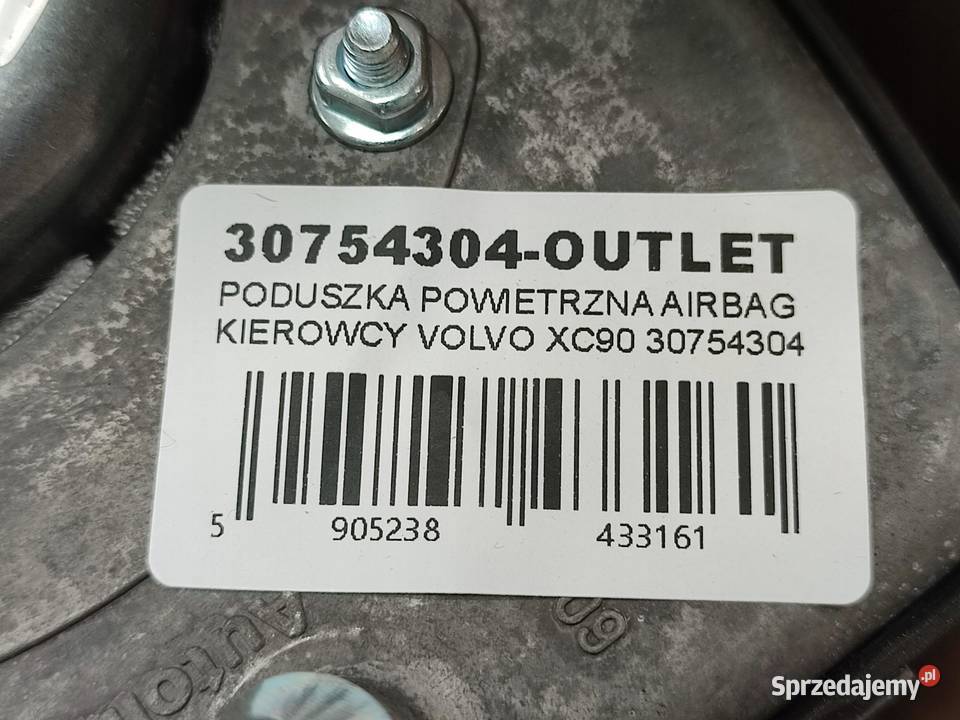 30754304-OUTLET
PODUSZKA POWIETRZNA AIRBAG
KIEROWCY VOLVO XC90 30754304
5 905238 433161
Sprzedajemy.pl